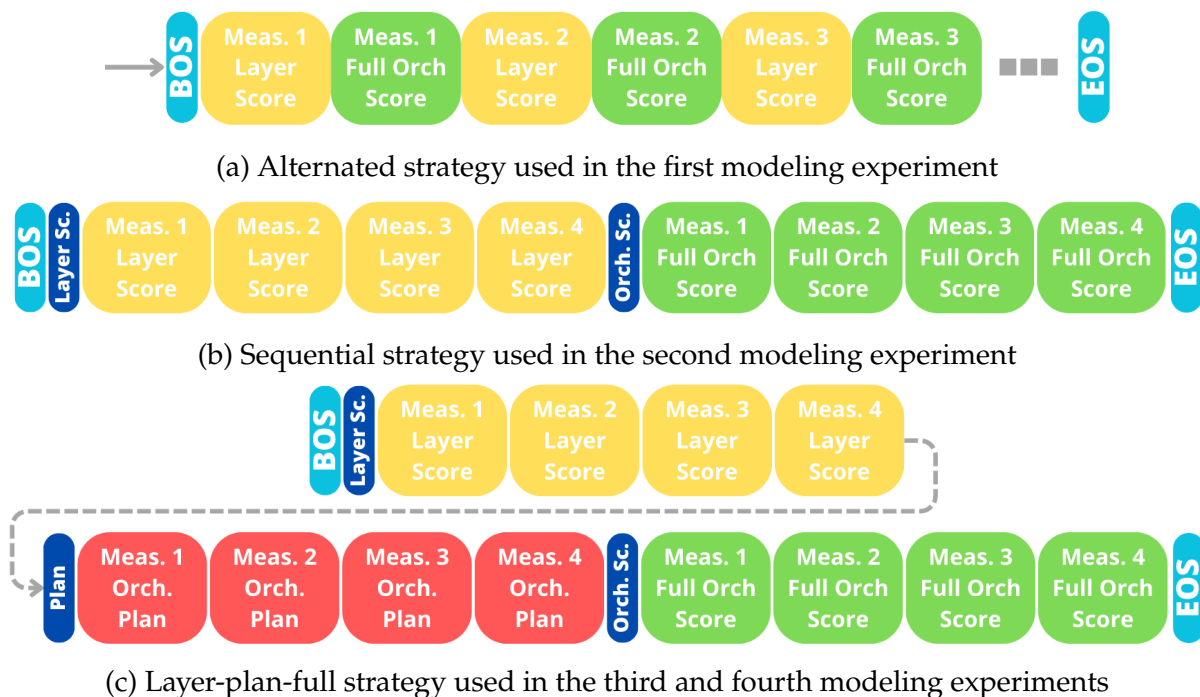 BOS Meas. 1 Layer Score Meas. 1 Full Orch Score Meas. 2 Layer Score Meas. 2 Full Orch Score Meas. 3 Layer Score Meas. 3 Full Orch Score EOS
(a) Alternated strategy used in the first modeling experiment
BOS Layer Sc. Meas. 1 Layer Score Meas. 2 Layer Score Meas. 3 Layer Score Meas. 4 Layer Score Orch. Sc. Meas. 1 Full Orch Score Meas. 2 Full Orch Score Meas. 3 Full Orch Score Meas. 4 Full Orch Score EOS
(b) Sequential strategy used in the second modeling experiment
BOS Layer Sc. Meas. 1 Layer Score Meas. 2 Layer Score Meas. 3 Layer Score Meas. 4 Layer Score
Plan Meas. 1 Orch. Plan Meas. 2 Orch. Plan Meas. 3 Orch. Plan Meas. 4 Orch. Plan Orch. Sc. Meas. 1 Full Orch Score Meas. 2 Full Orch Score Meas. 3 Full Orch Score Meas. 4 Full Orch Score EOS
(c) Layer-plan-full strategy used in the third and fourth modeling experiments